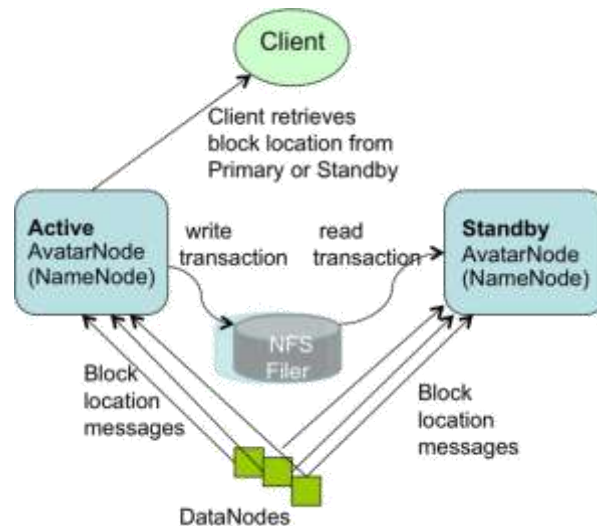 Client
Client retrieves
block location from
Primary or Standby
Active
AvatarNode
(NameNode)
write
transaction
read
transaction
Standby
AvatarNode
(NameNode)
NFS
Filer
Block
location
messages
Block
location
messages
DataNodes